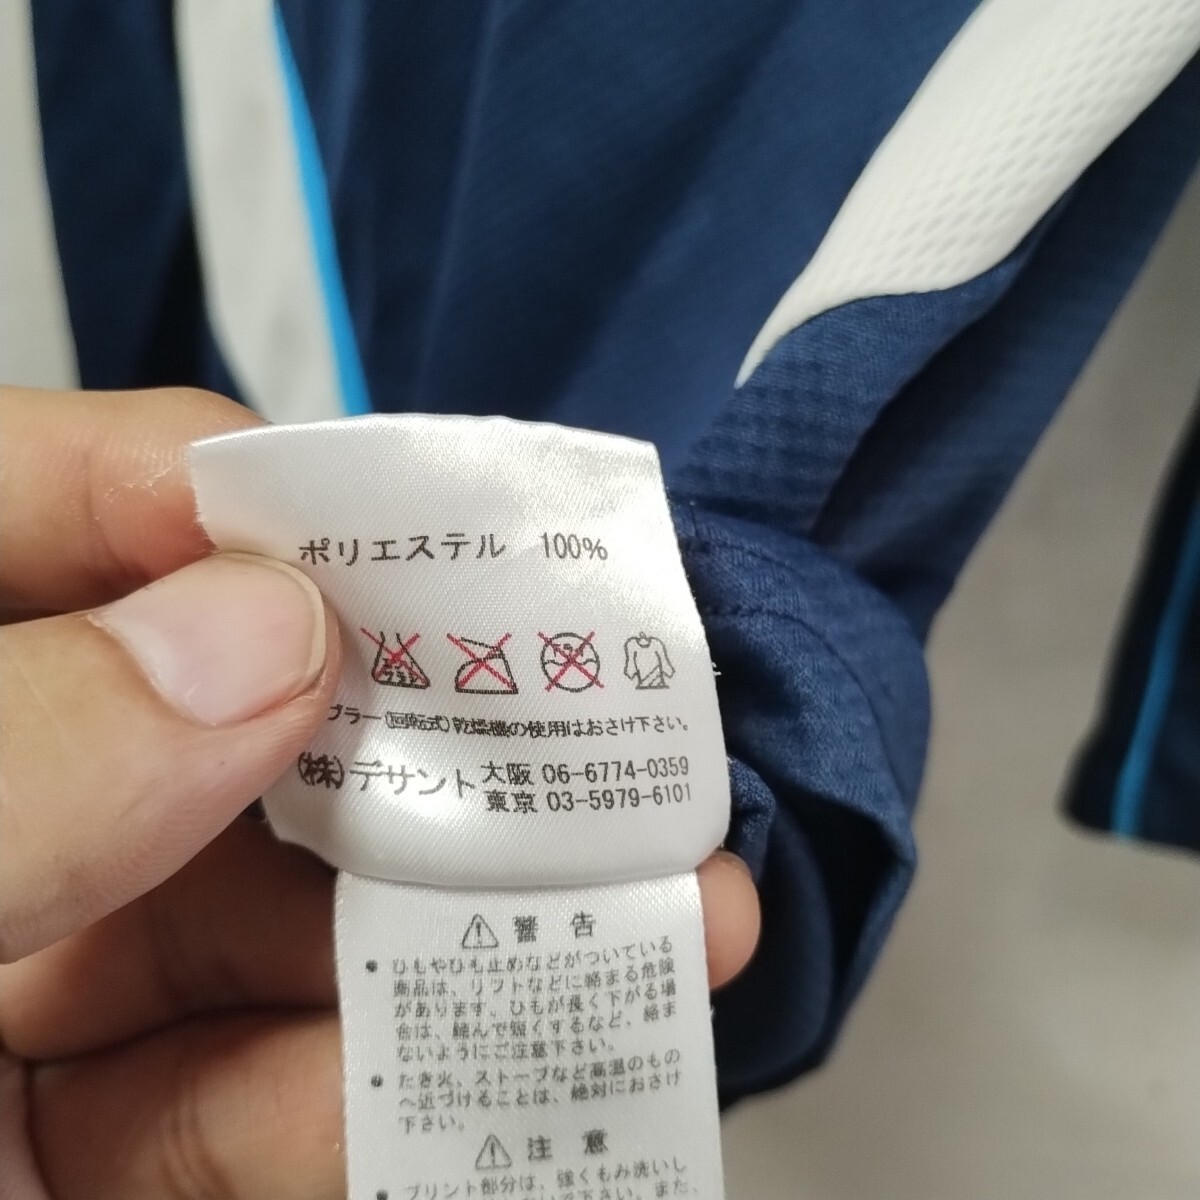 ポリエステル 100%
ブラー(回転式)乾燥機の使用はおさけ下さい。
(株)デサント 大阪 06-6774-0359
東京 03-5979-6101
警告
● ひもやひも止めなどがついている
商品は、リフトなどに絡まる危険
があります。ひもが長く下がる場
合は、結んで短くするなど、絡ま
ないようにご注意下さい。
● たき火、ストーブなど高温のもの
へ近づけることは、絶対におさけ
下さい。
注意
● プリント部分は、強くもみ洗いし
ないで下さい。また、